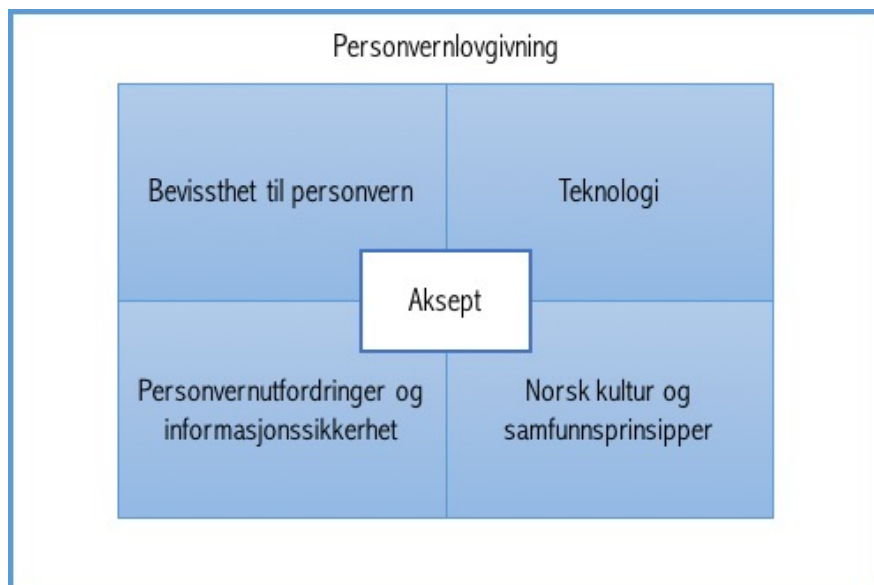 Personvernlovgivning
Bevissthet til personvern
Teknologi
Aksept
Personvernutfordringer og
informasjonssikkerhet
Norsk kultur og
samfunnsprinsipper